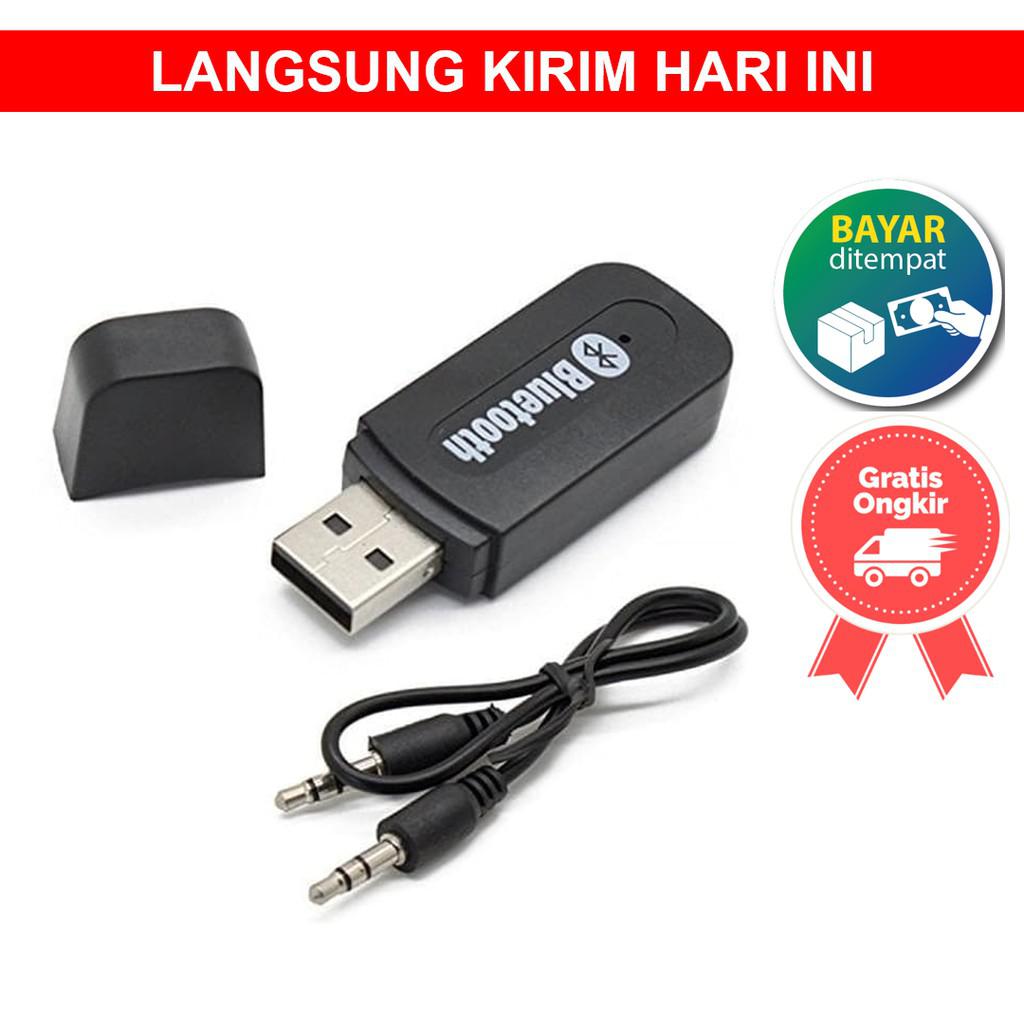 LANGSUNG KIRIM HARI INI
BAYAR
ditempat
Bluetooth
Gratis
Ongkir